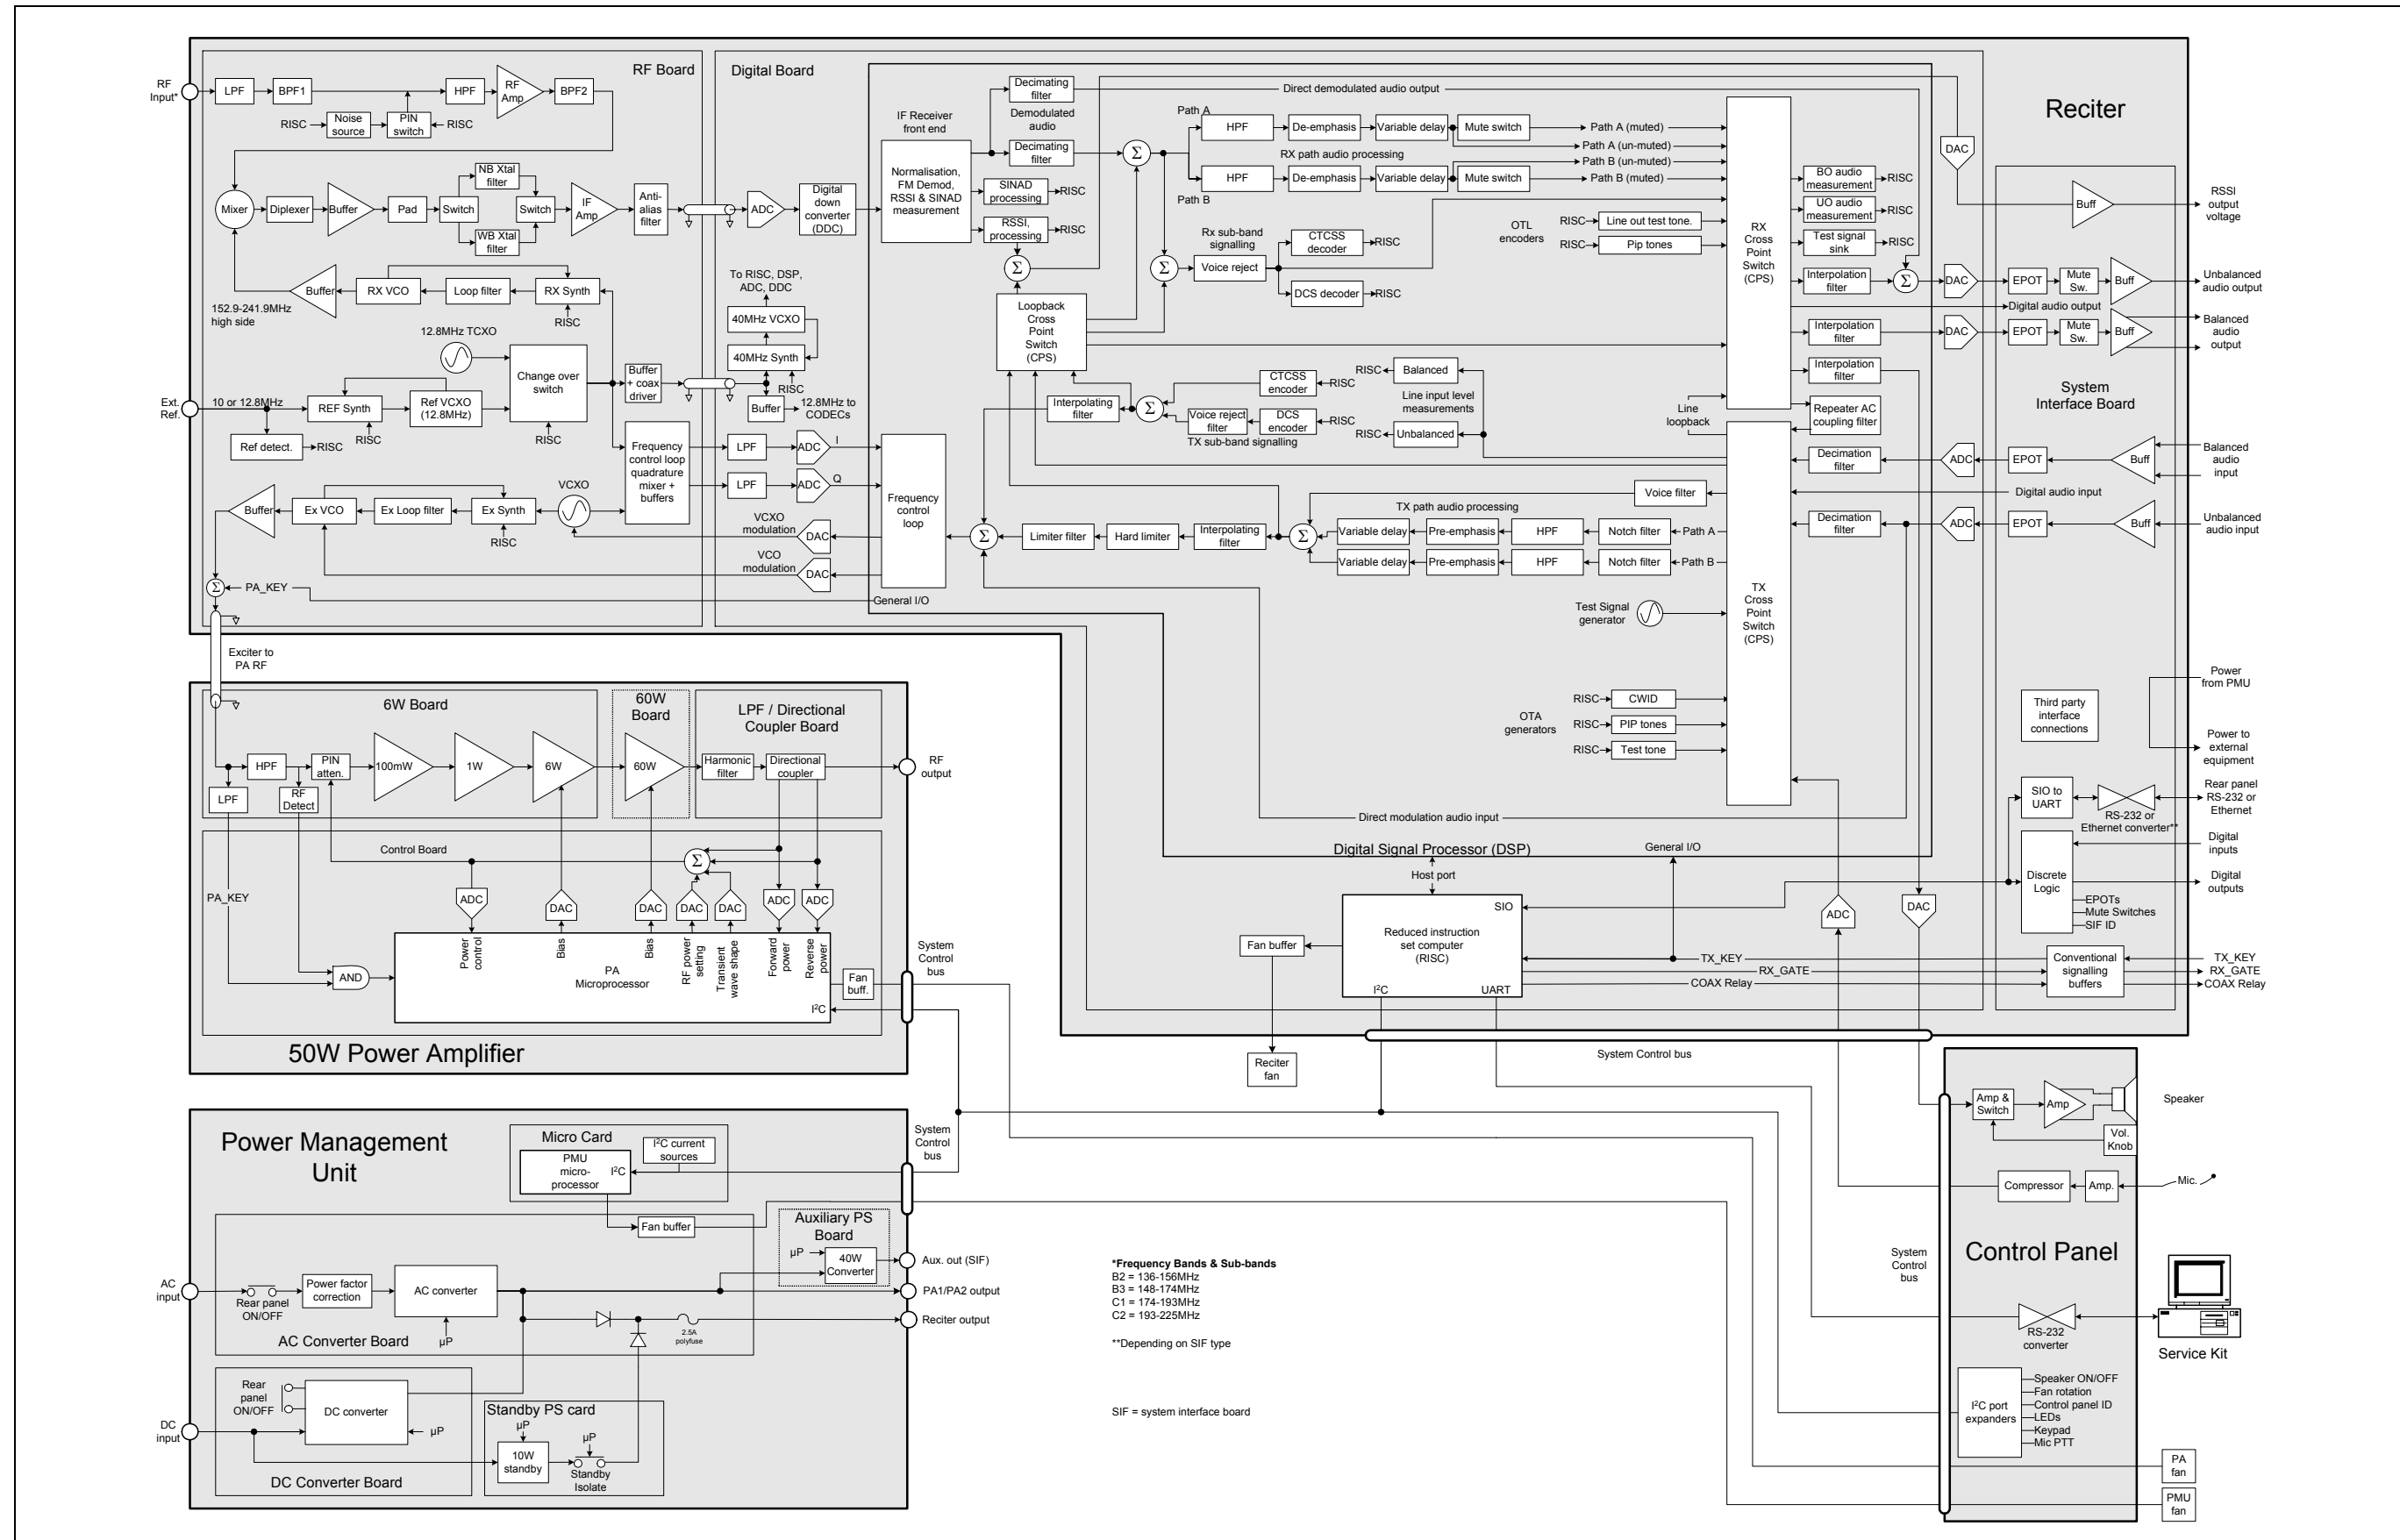 RF Board
Digital Board
Reciter
RF
Input*
LPF
BPF1
HPF
RF
Amp
BPF2
RISC
Noise
source
PIN
switch
RISC
Mixer
Diplexer
Buffer
Pad
Switch
NB Xtal
filter
WB Xtal
filter
Switch
IF
Amp
Anti-
alias
filter
ADC
Digital
down
converter
(DDC)
Buffer
RX VCO
Loop filter
RX Synth
RISC
152.9-241.9MHz
high side
12.8MHz TCXO
Change over
switch
RISC
Buffer
+ coax
driver
To RISC, DSP,
ADC, DDC
40MHz VCXO
40MHz Synth
RISC
Buffer
12.8MHz to
CODECs
Ext.
Ref.
10 or 12.8MHz
REF Synth
RISC
Ref VCXO
(12.8MHz)
Ref detect.
RISC
Frequency
control loop
quadrature
mixer +
buffers
LPF
ADC
I
LPF
ADC
Q
Frequency
control
loop
Buffer
Ex VCO
Ex Loop filter
Ex Synth
RISC
VCXO
VCXO
modulation
DAC
VCO
modulation
DAC
Σ
PA_KEY
General I/O
IF Receiver
front end
Normalisation,
FM Demod,
RSSI & SINAD
measurement
Decimating
filter
Demodulated
audio
Decimating
filter
SINAD
processing
RISC
RSSI,
processing
RISC
Σ
Σ
Direct demodulated audio output
Path A
HPF
De-emphasis
Variable delay
Mute switch
Path A (muted)
Path A (un-muted)
RX path audio processing
Path B (un-muted)
HPF
De-emphasis
Variable delay
Mute switch
Path B (muted)
Path B
Σ
Rx sub-band
signalling
Voice reject
CTCSS
decoder
RISC
DCS decoder
RISC
OTL
encoders
RISC
Line out test tone.
RISC
Pip tones
RX
Cross
Point
Switch
(CPS)
BO audio
measurement
RISC
UO audio
measurement
RISC
Test signal
sink
RISC
Interpolation
filter
Σ
DAC
EPOT
Mute
Sw.
Buff
Unbalanced
audio output
Digital audio output
Interpolation
filter
DAC
EPOT
Mute
Sw.
Buff
Balanced
audio
output
Interpolation
filter
DAC
Buff
RSSI
output
voltage
System
Interface Board
Loopback
Cross
Point
Switch
(CPS)
Interpolating
filter
Σ
CTCSS
encoder
RISC
Voice reject
filter
DCS
encoder
RISC
TX sub-band signalling
RISC
Balanced
Line input level
measurements
RISC
Unbalanced
Line
loopback
Repeater AC
coupling filter
Decimation
filter
ADC
EPOT
Buff
Balanced
audio
input
Digital audio input
Decimation
filter
ADC
EPOT
Buff
Unbalanced
audio input
Voice filter
TX path audio processing
Σ
Limiter filter
Hard limiter
Interpolating
filter
Σ
Variable delay
Pre-emphasis
HPF
Notch filter
Path A
Variable delay
Pre-emphasis
HPF
Notch filter
Path B
TX
Cross
Point
Switch
(CPS)
Test Signal
generator
OTA
generators
RISC
CWID
RISC
PIP tones
RISC
Test tone
Direct modulation audio input
Digital Signal Processor (DSP)
General I/O
Host port
SIO
Reduced instruction
set computer
(RISC)
I²C
UART
Fan buffer
Reciter
fan
ADC
DAC
TX_KEY
RX_GATE
COAX Relay
Third party
interface
connections
Power
from PMU
Power to
external
equipment
SIO to
UART
RS-232 or
Ethernet converter**
Rear panel
RS-232 or
Ethernet
Discrete
Logic
Digital
inputs
Digital
outputs
EPOTs
Mute Switches
SIF ID
Conventional
signalling
buffers
TX_KEY
RX_GATE
COAX Relay
Exciter to
PA RF
6W Board
60W
Board
LPF / Directional
Coupler Board
HPF
PIN
atten.
100mW
1W
6W
60W
Harmonic
filter
Directional
coupler
RF
output
LPF
RF
Detect
Control Board
Σ
PA_KEY
ADC
DAC
DAC
DAC
DAC
ADC
ADC
Power
control
Bias
Bias
RF power
setting
Transient
wave shape
Forward
power
Reverse
power
AND
PA
Microprocessor
I²C
Fan
buff.
System
Control
bus
50W Power Amplifier
System Control bus
Power Management
Unit
Micro Card
PMU
micro-
processor
I²C
I²C current
sources
System
Control
bus
Fan buffer
Auxiliary PS
Board
µP
40W
Converter
Aux. out (SIF)
PA1/PA2 output
Reciter output
AC
input
Rear panel
ON/OFF
Power factor
correction
AC converter
µP
AC Converter Board
2.5A
polyfuse
Rear
panel
ON/OFF
DC converter
µP
DC
input
DC Converter Board
Standby PS card
µP
10W
standby
µP
Standby
Isolate
*Frequency Bands & Sub-bands
B2 = 136-156MHz
B3 = 148-174MHz
C1 = 174-193MHz
C2 = 193-225MHz
**Depending on SIF type
SIF = system interface board
Amp &
Switch
Amp
Speaker
Vol.
Knob
Compressor
Amp.
Mic.
Control Panel
System
Control
bus
RS-232
converter
Service Kit
I²C port
expanders
Speaker ON/OFF
Fan rotation
Control panel ID
LEDs
Keypad
Mic PTT
PA
fan
PMU
fan